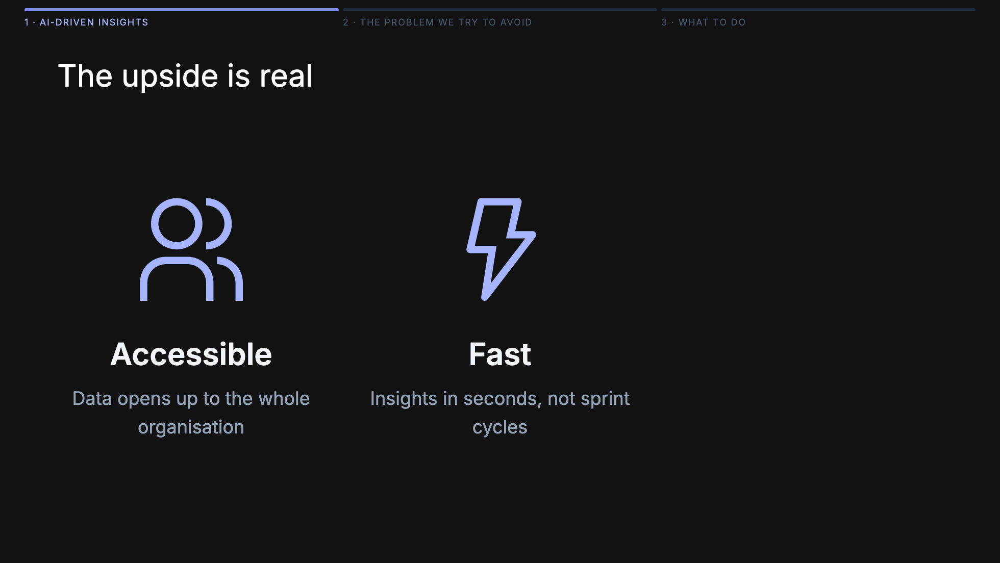 1 · AI-DRIVEN INSIGHTS
2 · THE PROBLEM WE TRY TO AVOID
3 · WHAT TO DO
The upside is real
Accessible
Data opens up to the whole
organisation
Fast
Insights in seconds, not sprint
cycles